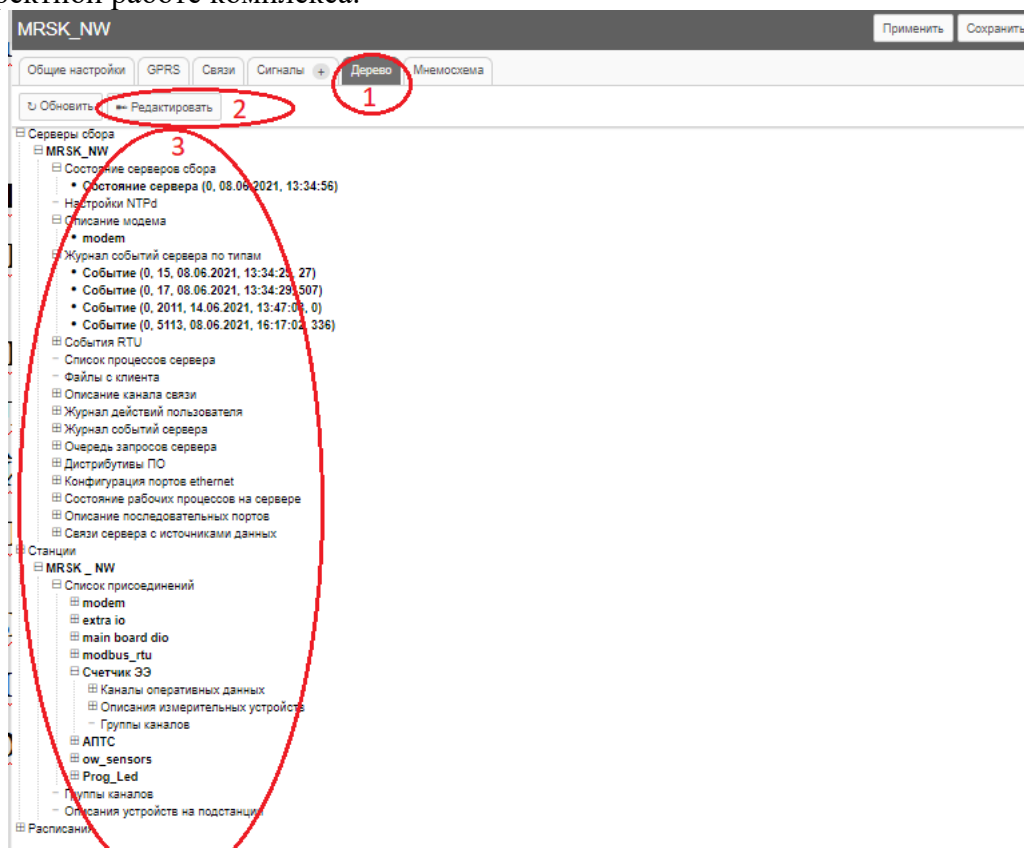 ректной работе комплекса.
MRSK_NW
Применить
Сохранить
Общие настройки
GPRS
Связи
Сигналы +
Дерево
Мнемосхема
1
Обновить
Редактировать
2
Серверы сбора
3
MRSK_NW
Состояние серверов сбора
Состояние сервера (0, 08.06.2021, 13:34:56)
Настройки NTPd
Описание модема
modem
Журнал событий сервера по типам
Событие (0, 15, 08.06.2021, 13:34:25, 27)
Событие (0, 17, 08.06.2021, 13:34:29, 507)
Событие (0, 2011, 14.06.2021, 13:47:03, 0)
Событие (0, 5113, 08.06.2021, 16:17:02, 336)
События RTU
Список процессов сервера
Файлы с клиента
Описание канала связи
Журнал действий пользователя
Журнал событий сервера
Очередь запросов сервера
Дистрибутивы ПО
Конфигурация портов ethernet
Состояние рабочих процессов на сервере
Описание последовательных портов
Связи сервера с источниками данных
Станции
MRSK _ NW
Список присоединений
modem
extra io
main board dio
modbus_rtu
Счетчик ЭЭ
Каналы оперативных данных
Описания измерительных устройств
Группы каналов
АПТС
ow_sensors
Prog_Led
Группы каналов
Описания устройств на подстанции
Расписания